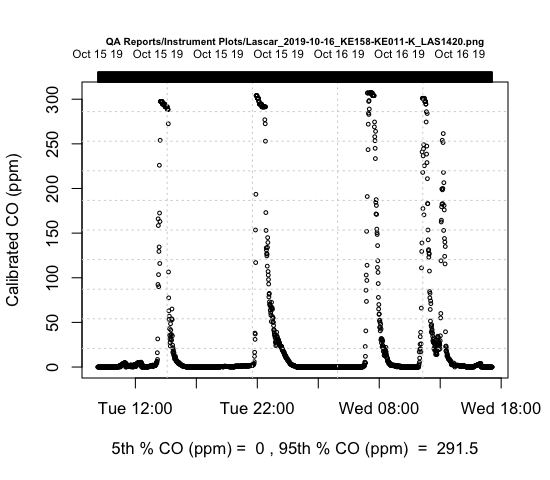 QA Reports/Instrument Plots/Lascar_2019-10-16_KE158-KE011-K_LAS1420.png
Oct 15 19 Oct 15 19 Oct 15 19 Oct 15 19 Oct 16 19 Oct 16 19 Oct 16 19
300
250
200
150
100
50
0
Calibrated CO (ppm)
Tue 12:00 Tue 22:00 Wed 08:00 Wed 18:00
5th % CO (ppm) = 0 , 95th % CO (ppm) = 291.5